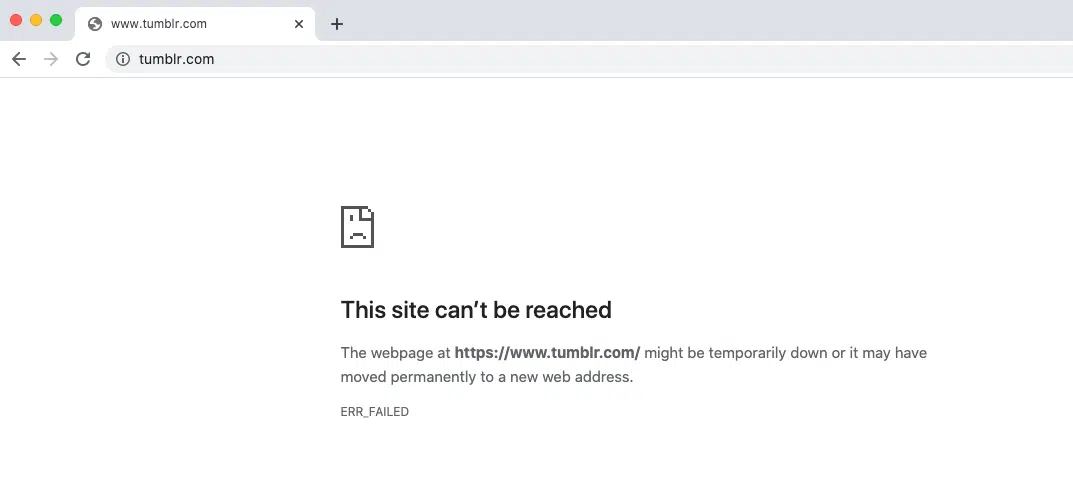 www.tumblr.com
tumblr.com
This site can’t be reached
The webpage at https://www.tumblr.com/ might be temporarily down or it may have
moved permanently to a new web address.
ERR_FAILED